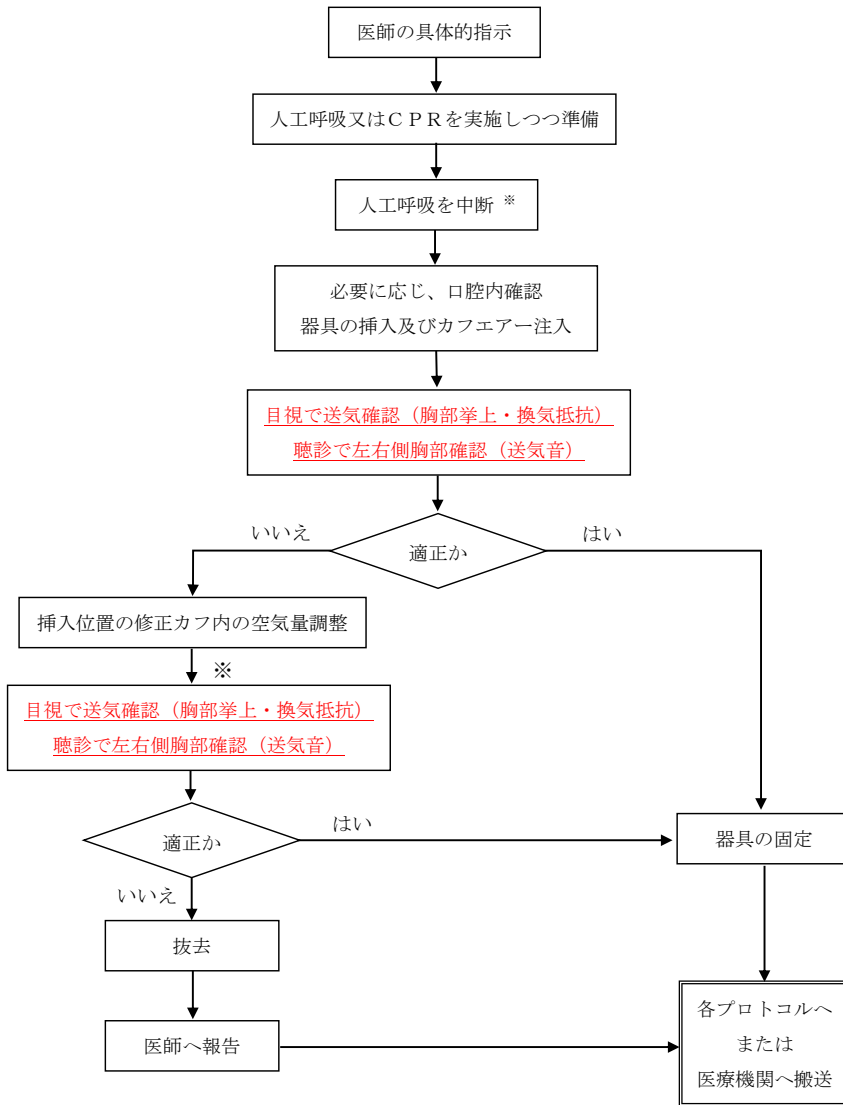 医師の具体的指示
人工呼吸又はＣＰＲを実施しつつ準備
人工呼吸を中断 ※
必要に応じ、口腔内確認
器具の挿入及びカフエアー注入
目視で送気確認（胸部挙上・換気抵抗）
聴診で左右側胸部確認（送気音）
いいえ
適正か
はい
挿入位置の修正カフ内の空気量調整
※
目視で送気確認（胸部挙上・換気抵抗）
聴診で左右側胸部確認（送気音）
適正か
はい
器具の固定
いいえ
抜去
医師へ報告
各プロトコルへ
または
医療機関へ搬送